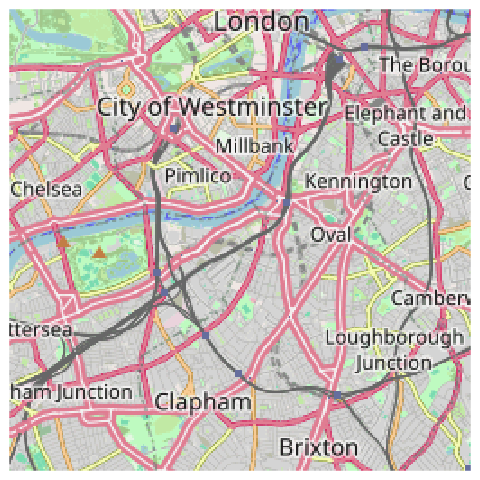 London
The Borou
City of Westminster
Elephant and
Castle
Millbank
Pimlico
Kennington
Chelsea
C
Oval
Camberw
ttersea
Loughborough
Junction
ham Junction
Clapham
Brixton